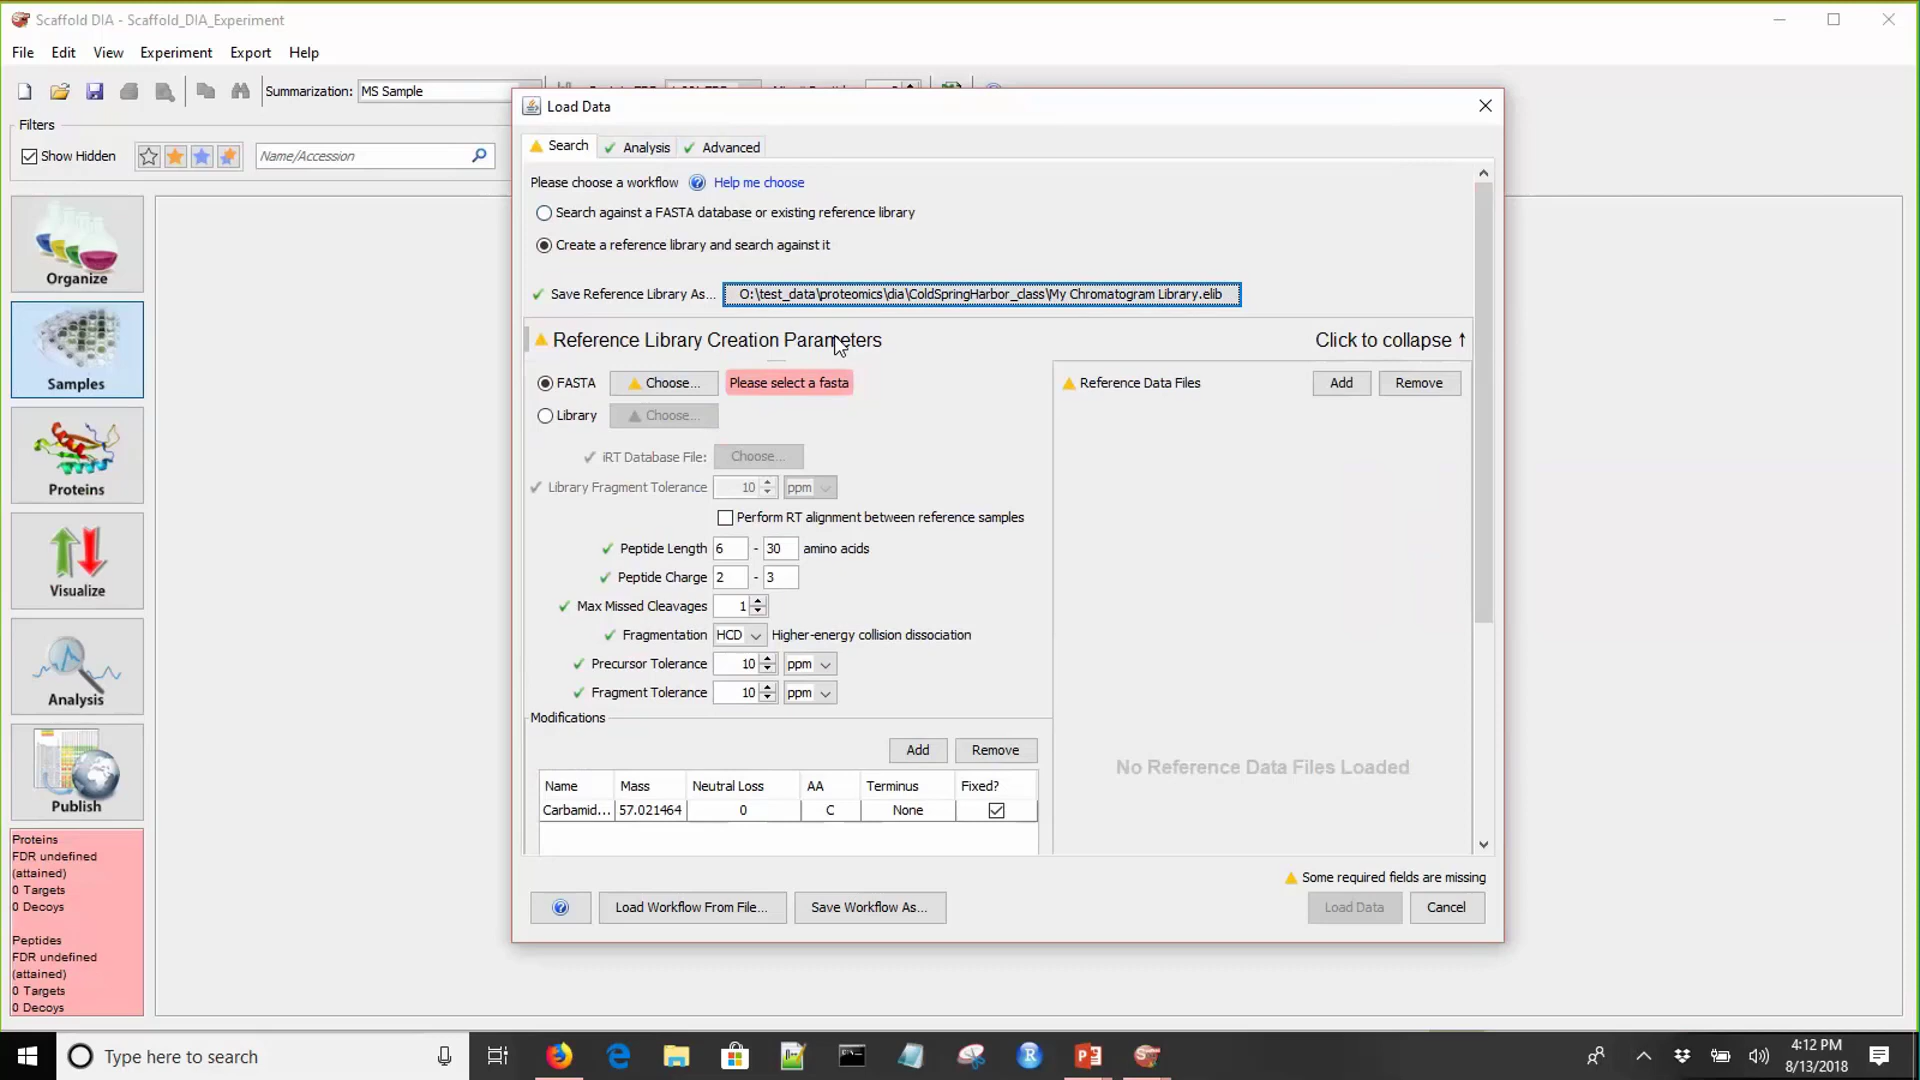 Scaffold DIA - Scaffold_DIA_Experiment
File Edit View Experiment Export Help
Summarization: MS Sample
Filters
Show Hidden
Name/Accession
Organize
Samples
Proteins
Visualize
Analysis
Publish
Proteins
FDR undefined
(attained)
0 Targets
0 Decoys
Peptides
FDR undefined
(attained)
0 Targets
0 Decoys
Load Data
Search Analysis Advanced
Please choose a workflow Help me choose
Search against a FASTA database or existing reference library
Create a reference library and search against it
Save Reference Library As... O:\test_data\proteomics\dia\ColdSpringHarbor_class\My Chromatogram Library.elib
Reference Library Creation Parameters Click to collapse ↑
FASTA Choose... Please select a fasta
Library Choose...
iRT Database File: Choose...
Library Fragment Tolerance 10 ppm
Perform RT alignment between reference samples
Peptide Length 6 - 30 amino acids
Peptide Charge 2 - 3
Max Missed Cleavages 1
Fragmentation HCD Higher-energy collision dissociation
Precursor Tolerance 10 ppm
Fragment Tolerance 10 ppm
Modifications
Add Remove
Name Mass Neutral Loss AA Terminus Fixed?
Carbamid... 57.021464 0 C None
Reference Data Files Add Remove
No Reference Data Files Loaded
Some required fields are missing
Load Workflow From File... Save Workflow As... Load Data Cancel
Type here to search
4:12 PM
8/13/2018